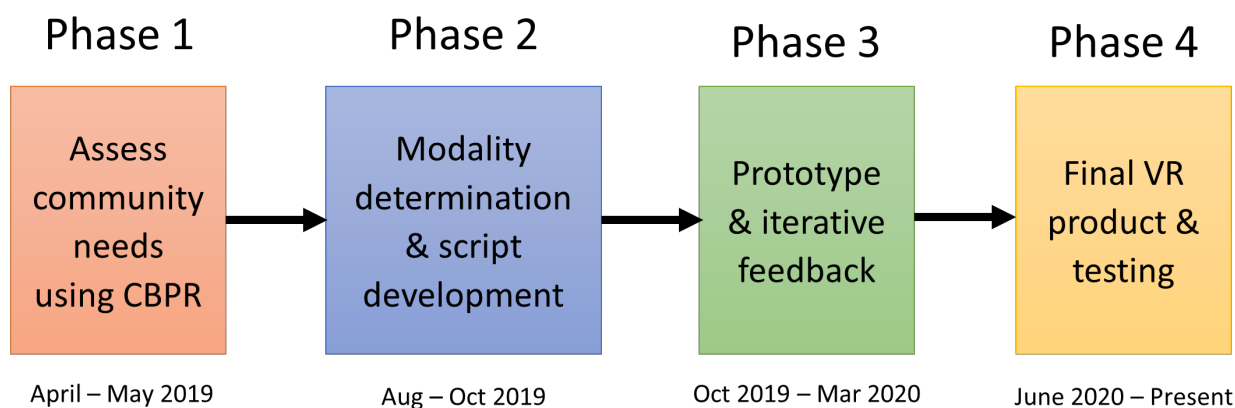 Phase 1
Assess
community
needs
using CBPR
April – May 2019
Phase 2
Modality
determination
& script
development
Aug – Oct 2019
Phase 3
Prototype
& iterative
feedback
Oct 2019 – Mar 2020
Phase 4
Final VR
product &
testing
June 2020 – Present